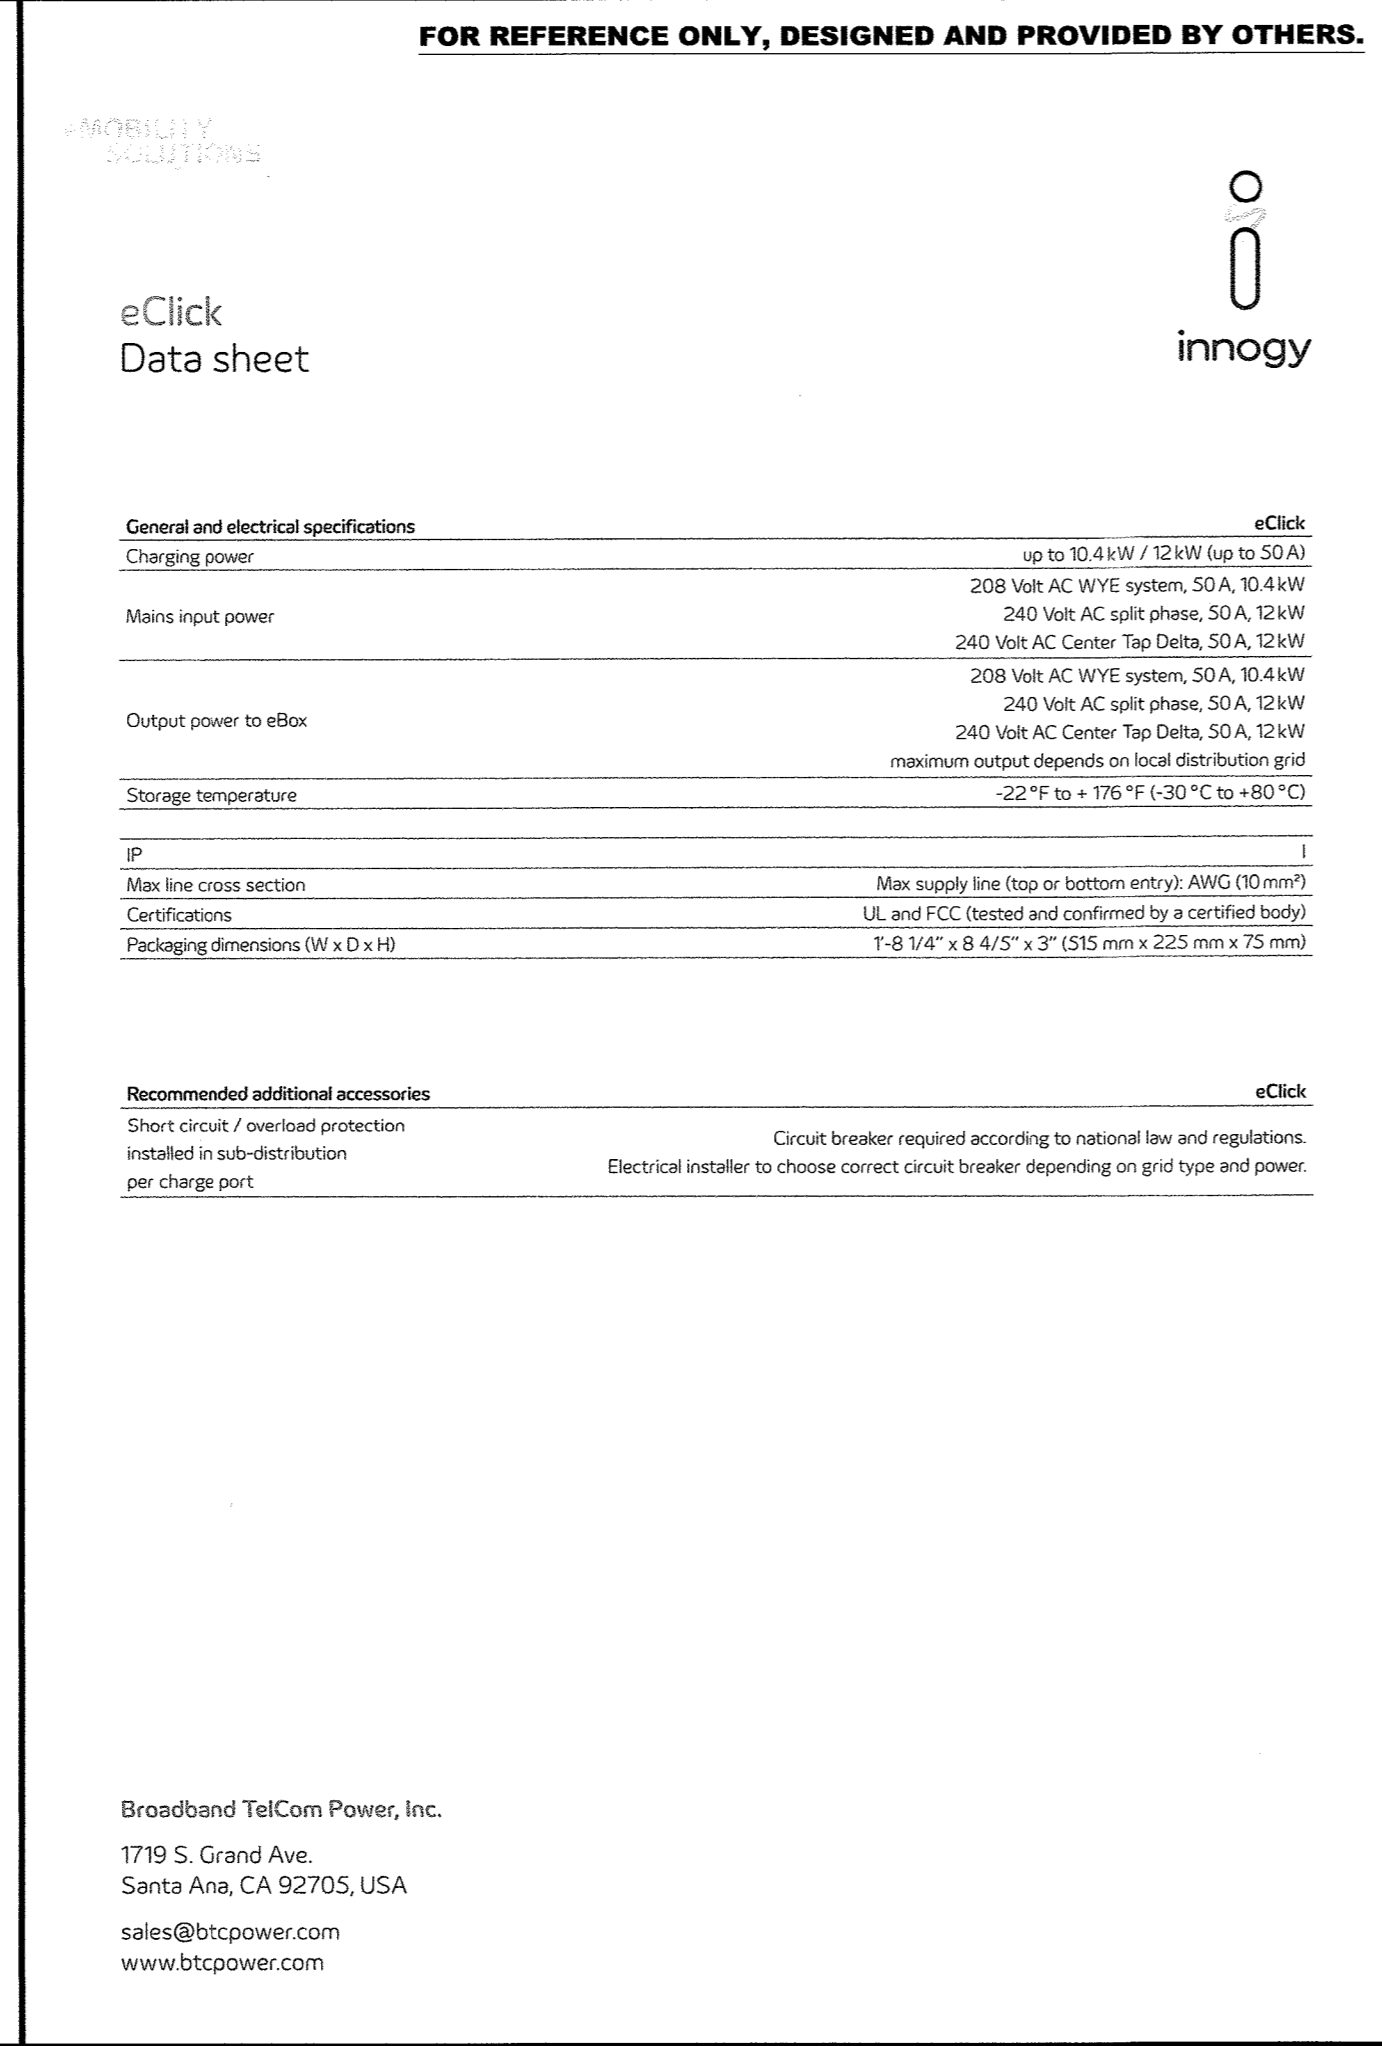 FOR REFERENCE ONLY, DESIGNED AND PROVIDED BY OTHERS.
eMOBILITY
SOLUTIONS
innogy
eClick
Data sheet
General and electrical specifications eClick
Charging power up to 10.4 kW / 12 kW (up to 50 A)
Mains input power
208 Volt AC WYE system, 50 A, 10.4 kW
240 Volt AC split phase, 50 A, 12 kW
240 Volt AC Center Tap Delta, 50 A, 12 kW
Output power to eBox
208 Volt AC WYE system, 50 A, 10.4 kW
240 Volt AC split phase, 50 A, 12 kW
240 Volt AC Center Tap Delta, 50 A, 12 kW
maximum output depends on local distribution grid
Storage temperature -22 °F to + 176 °F (-30 °C to +80 °C)
IP I
Max line cross section Max supply line (top or bottom entry): AWG (10 mm²)
Certifications UL and FCC (tested and confirmed by a certified body)
Packaging dimensions (W x D x H) 1'-8 1/4" x 8 4/5" x 3" (515 mm x 225 mm x 75 mm)
Recommended additional accessories eClick
Short circuit / overload protection
installed in sub-distribution
per charge port
Circuit breaker required according to national law and regulations.
Electrical installer to choose correct circuit breaker depending on grid type and power.
Broadband TelCom Power, Inc.
1719 S. Grand Ave.
Santa Ana, CA 92705, USA
sales@btcpower.com
www.btcpower.com